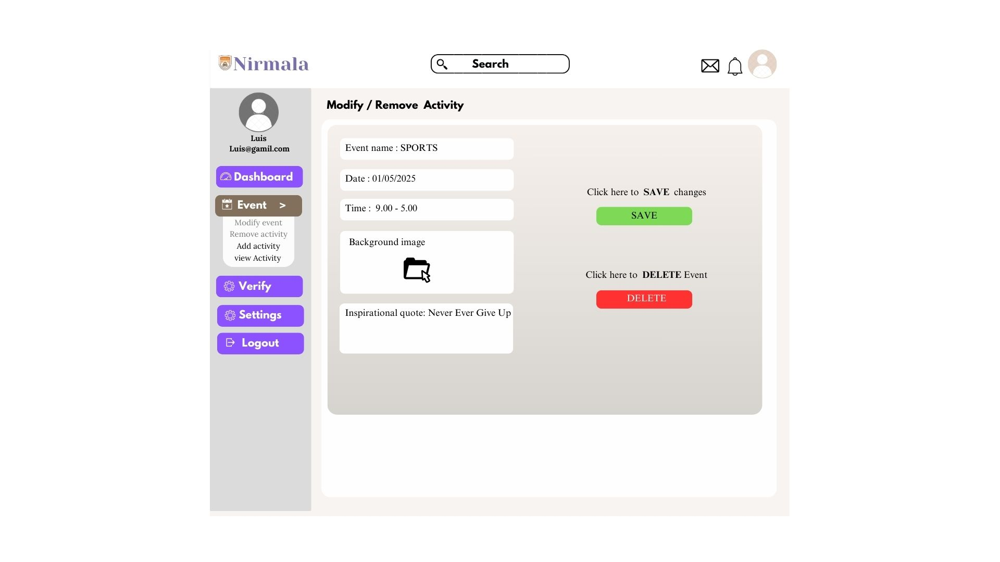 Nirmala
Search
Luis
Luis@gamil.com
Dashboard
Event >
Modify event
Remove activity
Add activity
view Activity
Verify
Settings
Logout
Modify / Remove Activity
Event name : SPORTS
Date : 01/05/2025
Time : 9.00 - 5.00
Background image
Inspirational quote: Never Ever Give Up
Click here to SAVE changes
SAVE
Click here to DELETE Event
DELETE